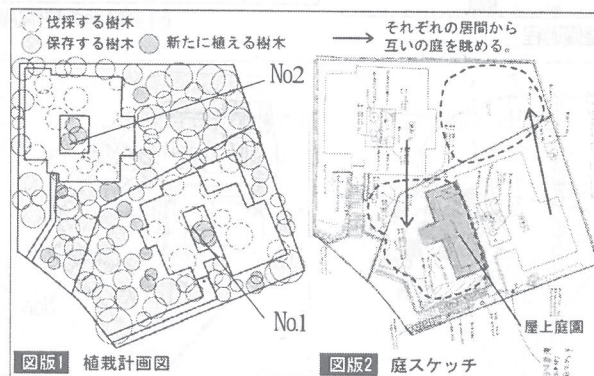 伐採する樹木
保存する樹木 新たに植える樹木
No.2
No.1
図版1 植栽計画図
それぞれの居間から
互いの庭を眺める。
屋上庭園
図版2 庭スケッチ